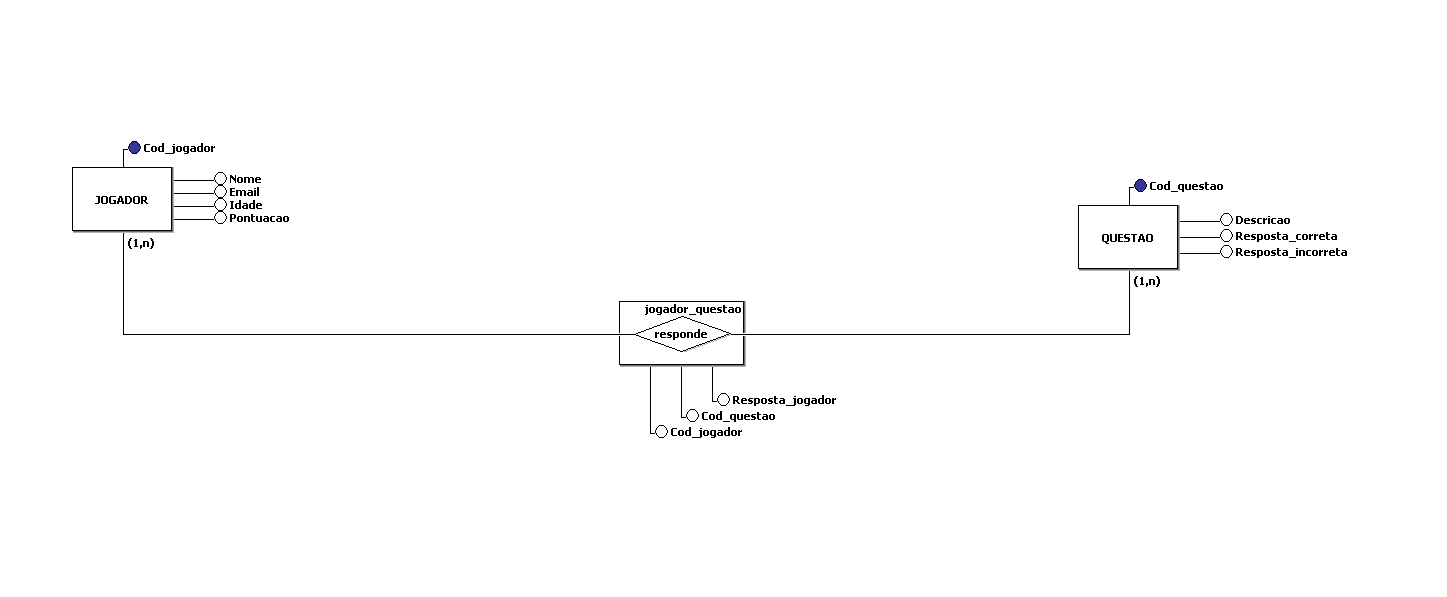 Cod_jogador
JOGADOR
Nome
Email
Idade
Pontuacao
(1,n)
Cod_questao
QUESTAO
Descricao
Resposta_correta
Resposta_incorreta
(1,n)
jogador_questao
responde
Resposta_jogador
Cod_questao
Cod_jogador